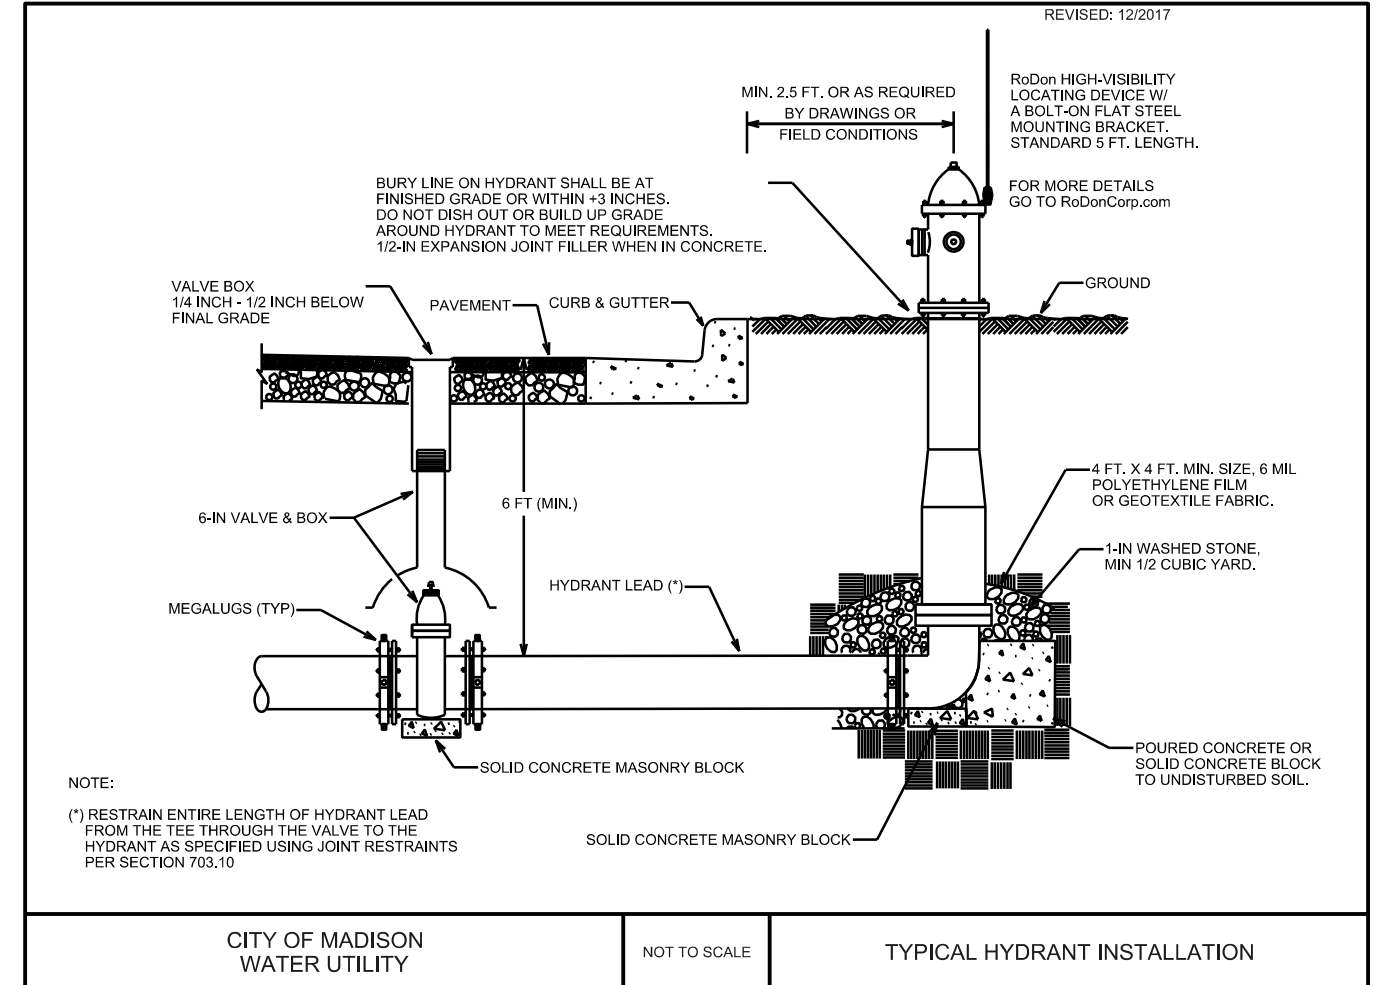 REVISED: 12/2017
RoDon HIGH-VISIBILITY
LOCATING DEVICE W/
A BOLT-ON FLAT STEEL
MOUNTING BRACKET.
STANDARD 5 FT. LENGTH.
FOR MORE DETAILS
GO TO RoDonCorp.com
MIN. 2.5 FT. OR AS REQUIRED
BY DRAWINGS OR
FIELD CONDITIONS
BURY LINE ON HYDRANT SHALL BE AT
FINISHED GRADE OR WITHIN +3 INCHES.
DO NOT DISH OUT OR BUILD UP GRADE
AROUND HYDRANT TO MEET REQUIREMENTS.
1/2-IN EXPANSION JOINT FILLER WHEN IN CONCRETE.
VALVE BOX
1/4 INCH - 1/2 INCH BELOW
FINAL GRADE
PAVEMENT
CURB & GUTTER
GROUND
6-IN VALVE & BOX
6 FT (MIN.)
4 FT. X 4 FT. MIN. SIZE, 6 MIL
POLYETHYLENE FILM
OR GEOTEXTILE FABRIC.
1-IN WASHED STONE,
MIN 1/2 CUBIC YARD.
HYDRANT LEAD (*)
MEGALUGS (TYP)
SOLID CONCRETE MASONRY BLOCK
POURED CONCRETE OR
SOLID CONCRETE BLOCK
TO UNDISTURBED SOIL.
SOLID CONCRETE MASONRY BLOCK
NOTE:
(*) RESTRAIN ENTIRE LENGTH OF HYDRANT LEAD
FROM THE TEE THROUGH THE VALVE TO THE
HYDRANT AS SPECIFIED USING JOINT RESTRAINTS
PER SECTION 703.10
CITY OF MADISON
WATER UTILITY
NOT TO SCALE
TYPICAL HYDRANT INSTALLATION